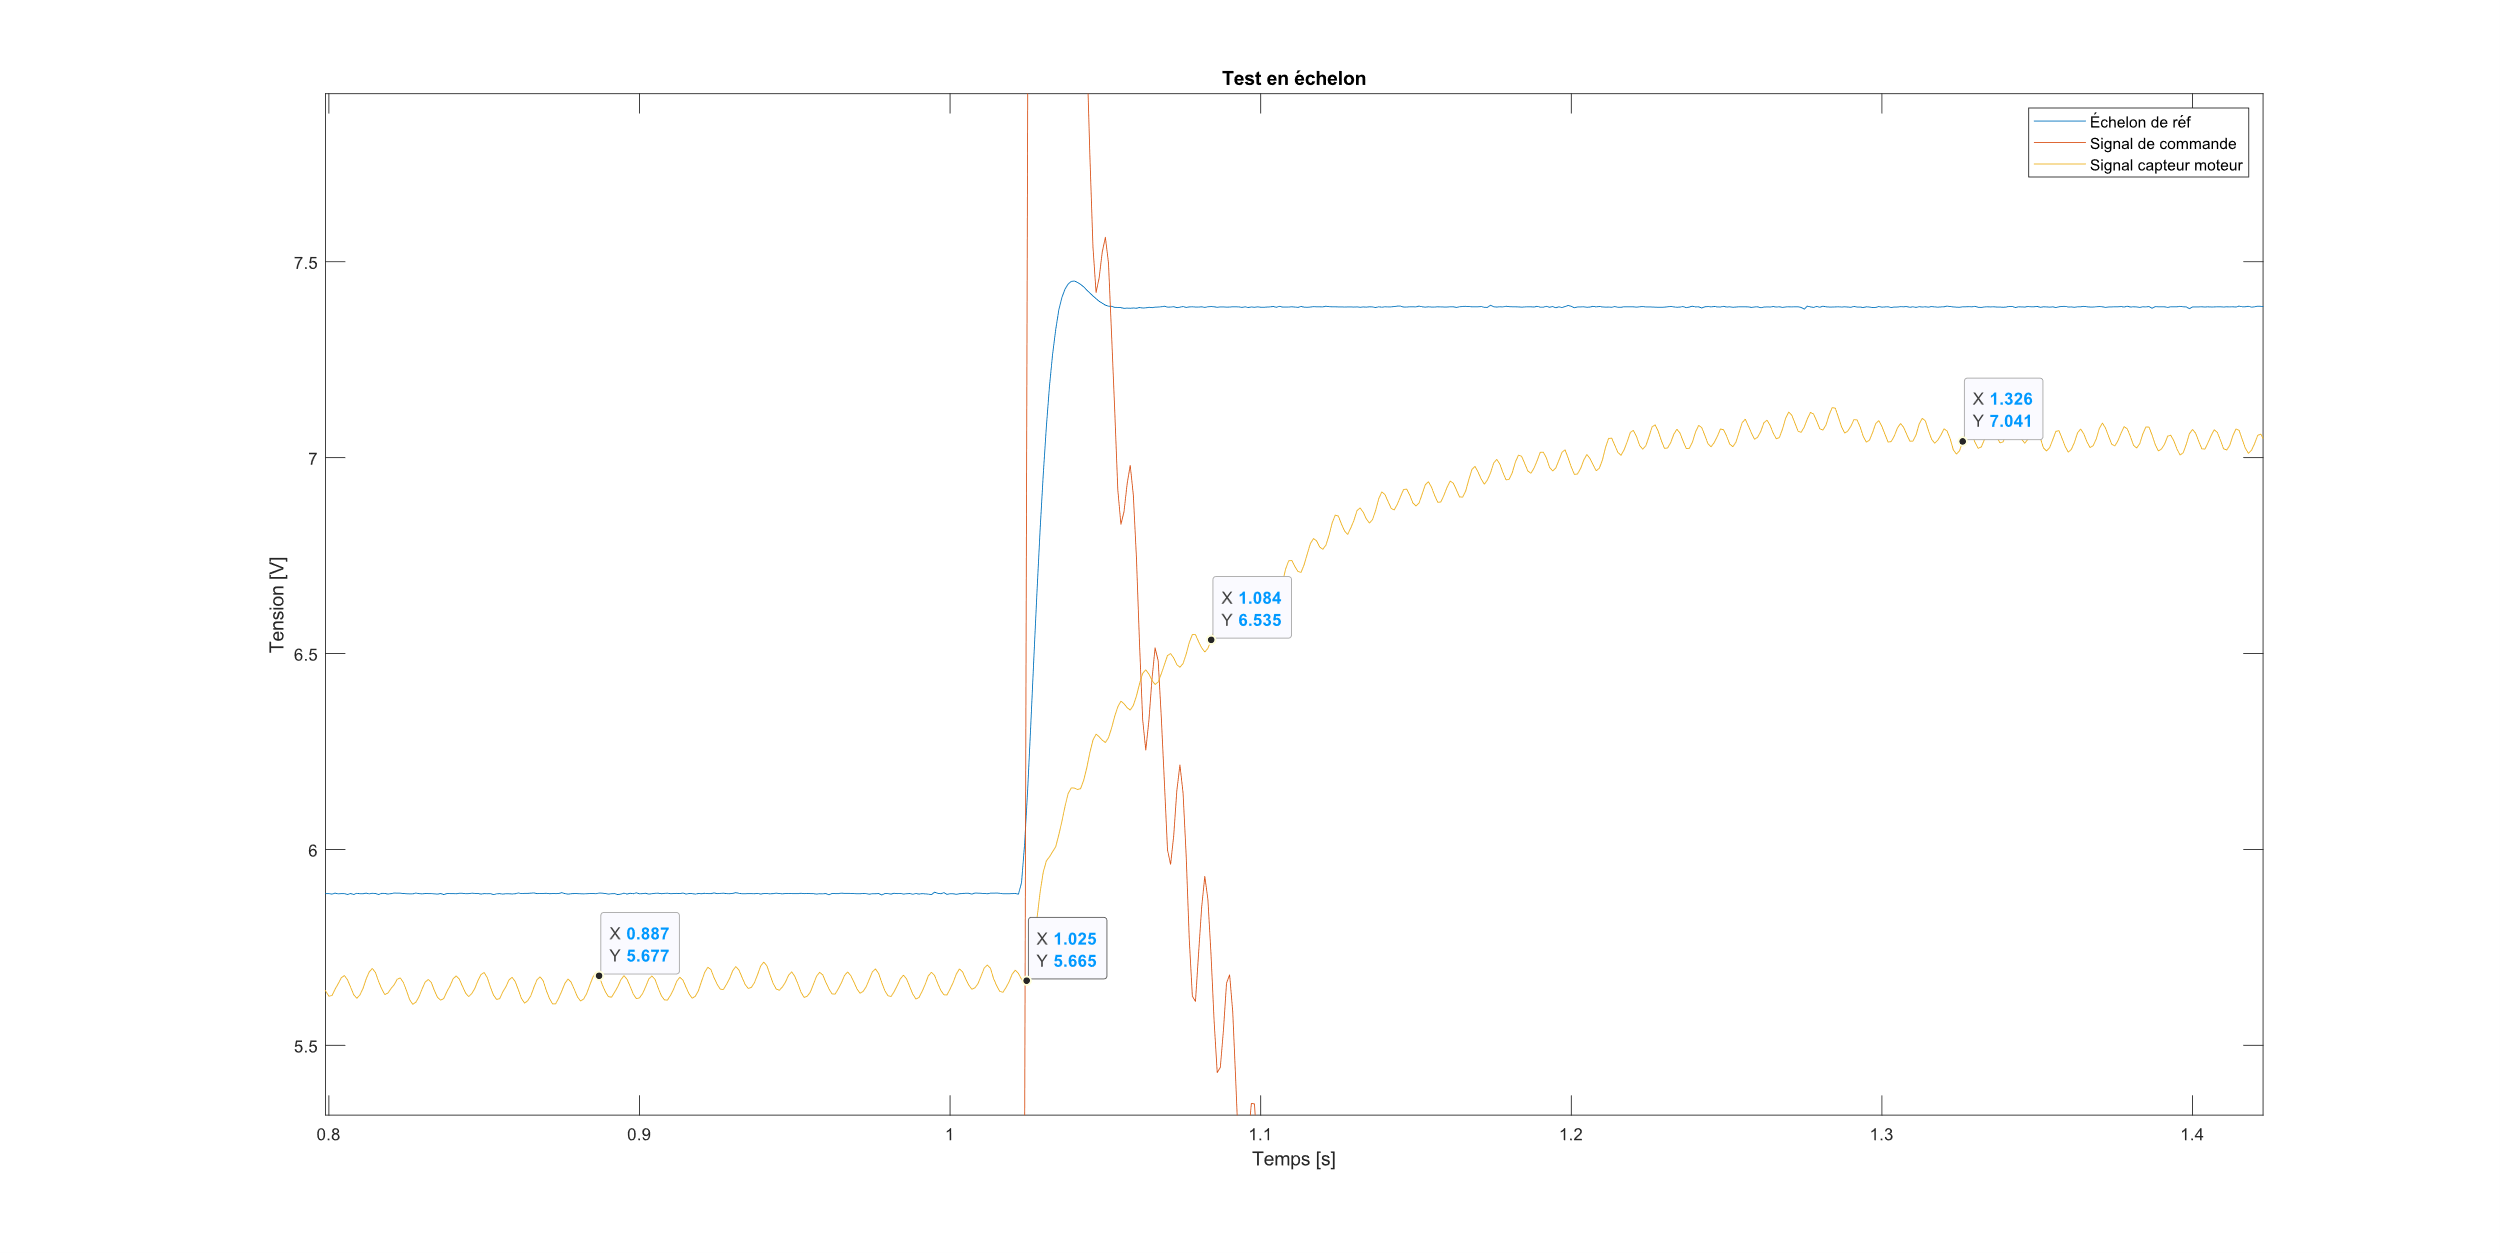 Test en échelon
Échelon de réf
Signal de commande
Signal capteur moteur
7.5
7
6.5
6
5.5
Tension [V]
X 1.326
Y 7.041
X 1.084
Y 6.535
X 0.887
Y 5.677
X 1.025
Y 5.665
0.8
0.9
1
1.1
1.2
1.3
1.4
Temps [s]